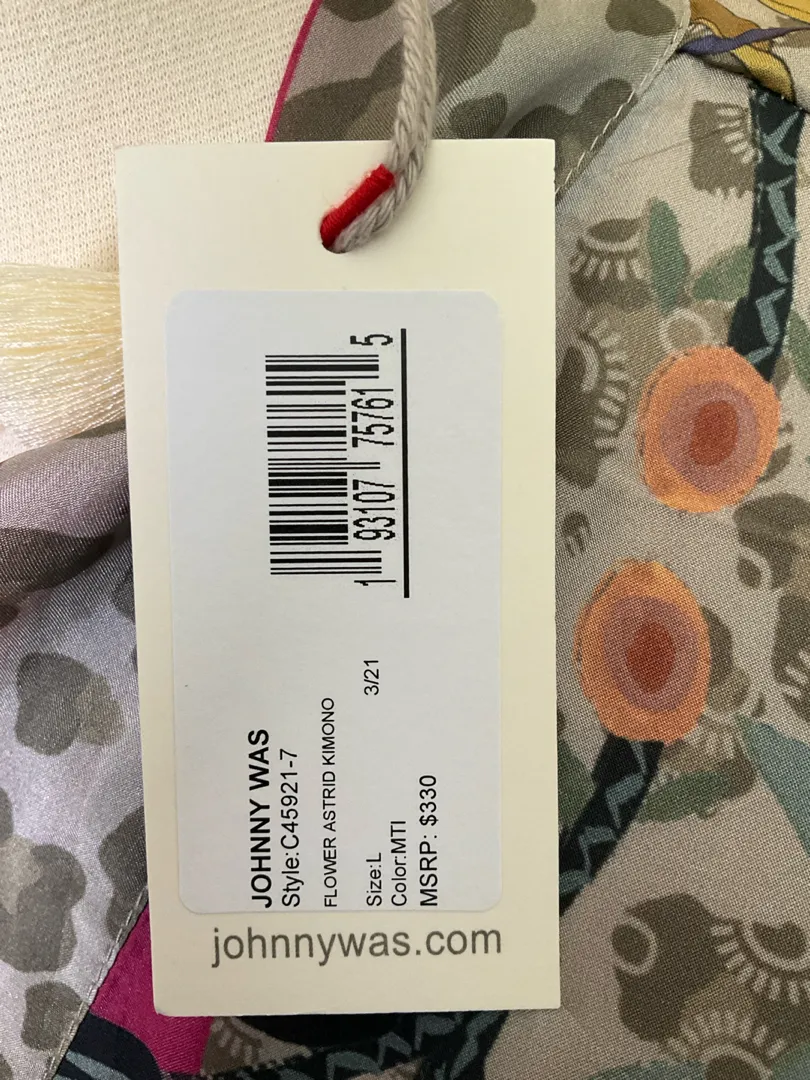 1 93107 75761 5
JOHNNY WAS
Style:C45921-7
FLOWER ASTRID KIMONO
Size:L 3/21
Color:MTI
MSRP: $330
johnnywas.com